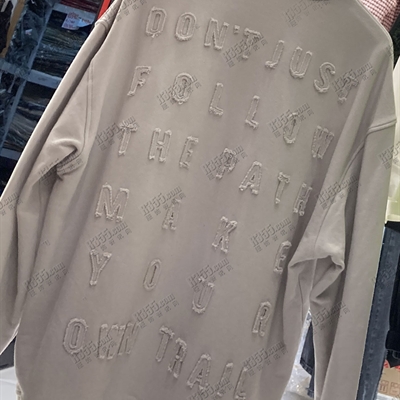 DON'T JUST
FOLLOW
THE PATH
MAKE
YOUR
OWN TRAIL